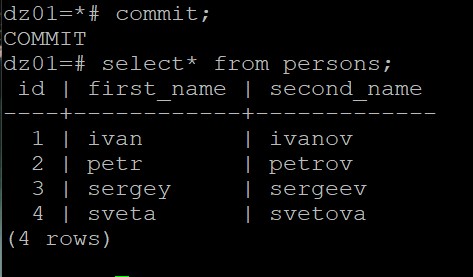 dz01=*# commit;
COMMIT
dz01=# select* from persons;
 id | first_name | second_name
----+------------+-------------
  1 | ivan       | ivanov
  2 | petr       | petrov
  3 | sergey     | sergeev
  4 | sveta      | svetova
(4 rows)